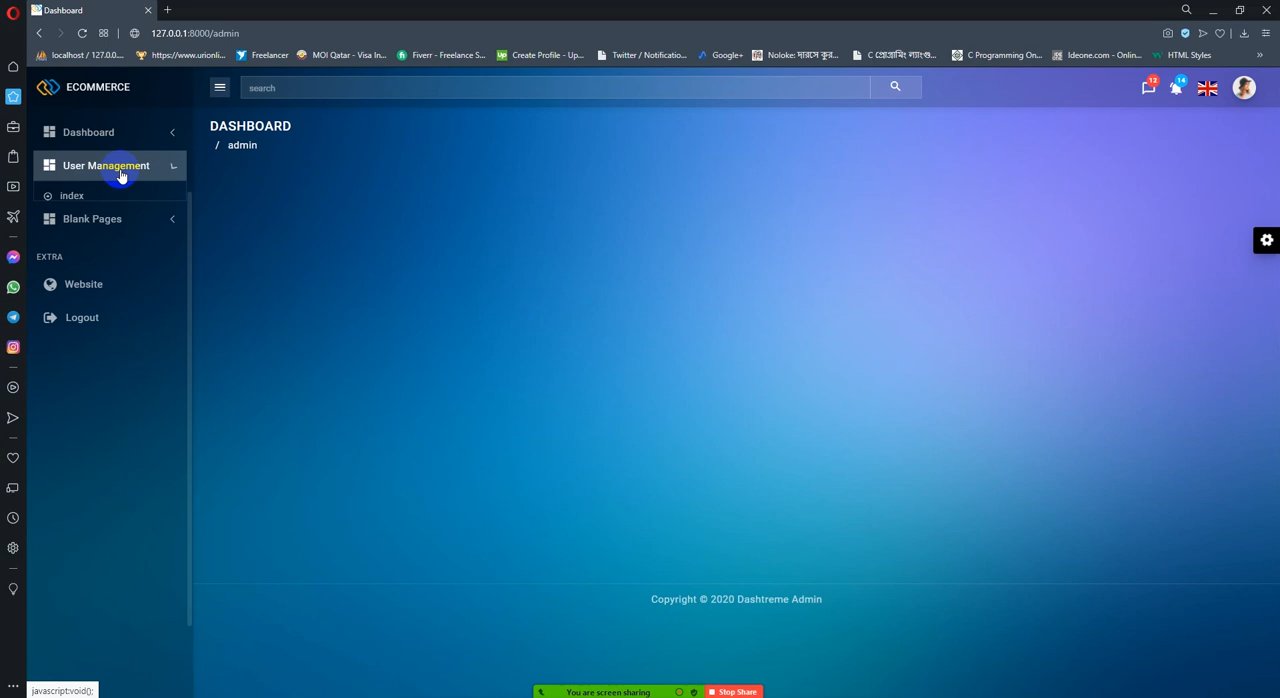 Dashboard
127.0.0.1:8000/admin
localhost / 127.0.0....
https://www.urionli...
Freelancer
MOI Qatar - Visa In...
Fiverr - Freelance S...
Create Profile - Up...
Twitter / Notificatio...
Google+
C Programming On...
Ideone.com - Onlin...
HTML Styles
ECOMMERCE
search
12
14
Dashboard
DASHBOARD
/ admin
User Management
index
Blank Pages
EXTRA
Website
Logout
Copyright © 2020 Dashtreme Admin
javascript:void();
You are screen sharing
Stop Share